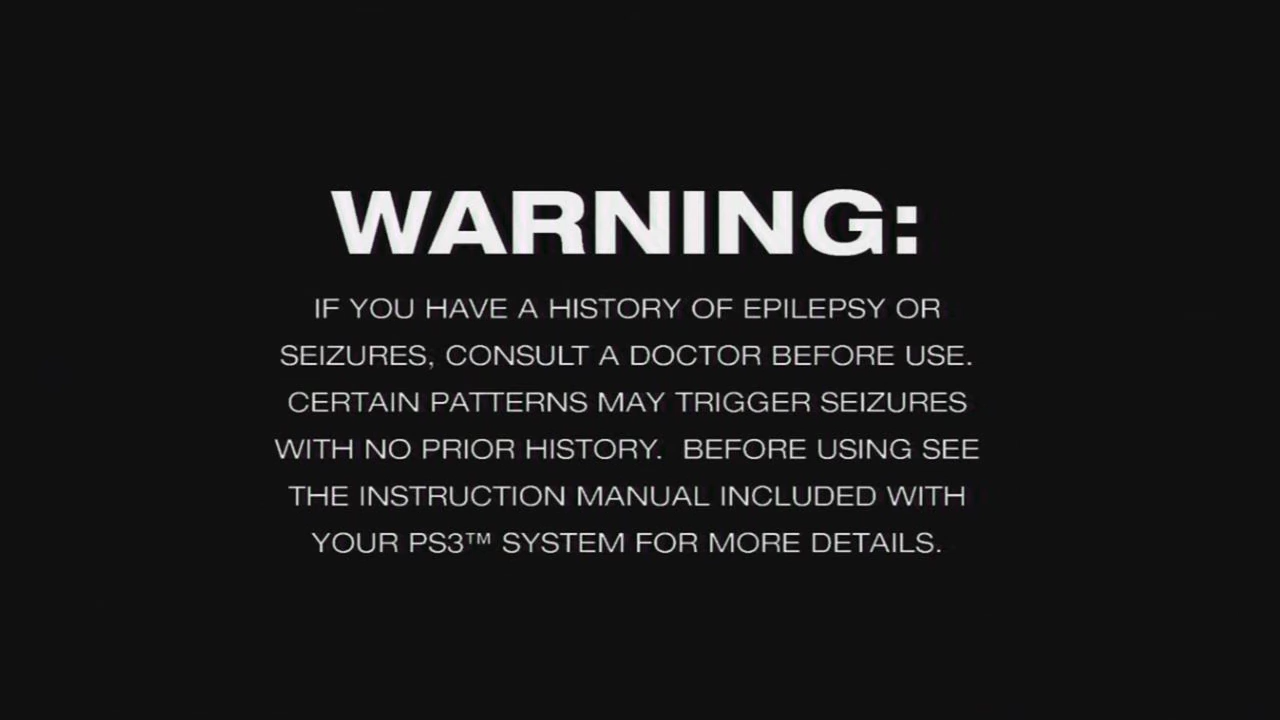 WARNING:
IF YOU HAVE A HISTORY OF EPILEPSY OR
SEIZURES, CONSULT A DOCTOR BEFORE USE.
CERTAIN PATTERNS MAY TRIGGER SEIZURES
WITH NO PRIOR HISTORY.  BEFORE USING SEE
THE INSTRUCTION MANUAL INCLUDED WITH
YOUR PS3™ SYSTEM FOR MORE DETAILS.